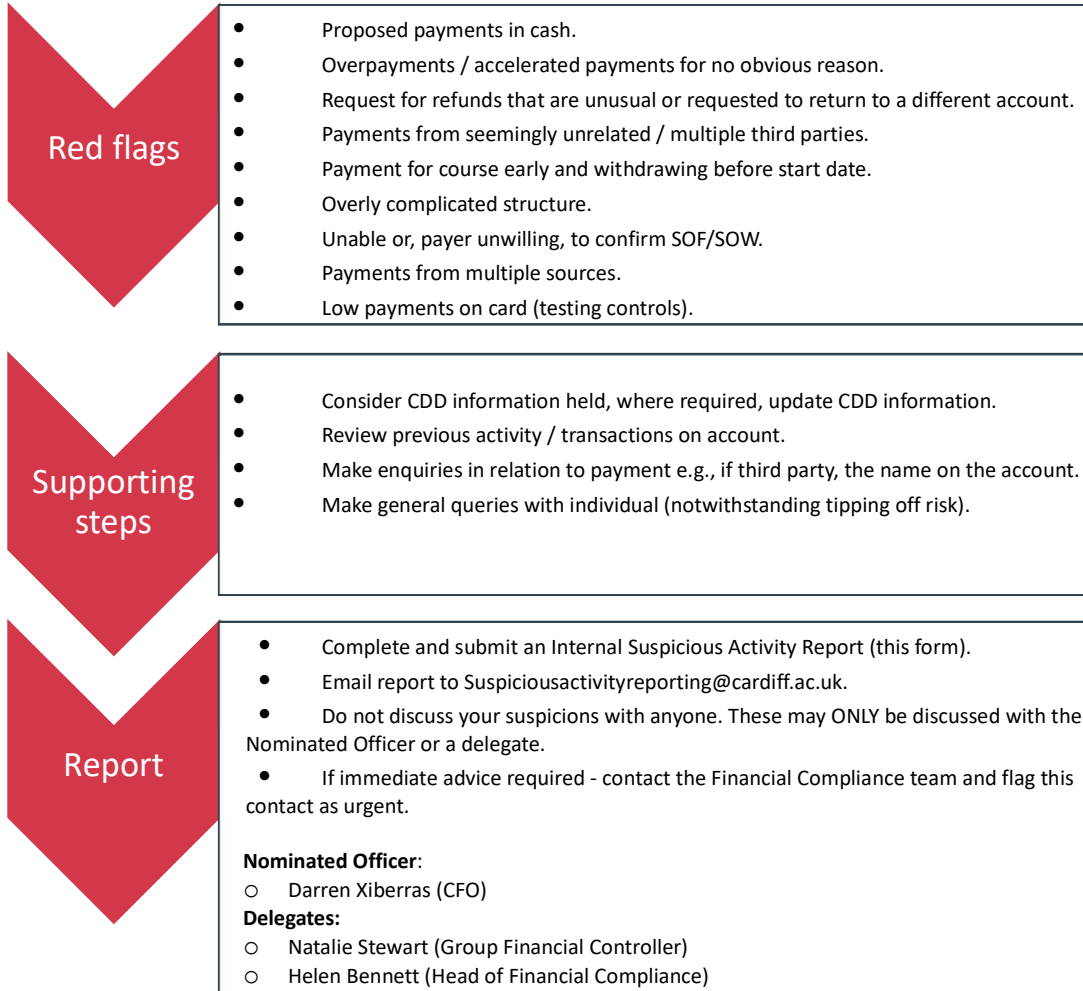 Red flags
• Proposed payments in cash.
• Overpayments / accelerated payments for no obvious reason.
• Request for refunds that are unusual or requested to return to a different account.
• Payments from seemingly unrelated / multiple third parties.
• Payment for course early and withdrawing before start date.
• Overly complicated structure.
• Unable or, payer unwilling, to confirm SOF/SOW.
• Payments from multiple sources.
• Low payments on card (testing controls).
Supporting
steps
• Consider CDD information held, where required, update CDD information.
• Review previous activity / transactions on account.
• Make enquiries in relation to payment e.g., if third party, the name on the account.
• Make general queries with individual (notwithstanding tipping off risk).
Report
• Complete and submit an Internal Suspicious Activity Report (this form).
• Email report to Suspiciousactivityreporting@cardiff.ac.uk.
• Do not discuss your suspicions with anyone. These may ONLY be discussed with the
Nominated Officer or a delegate.
• If immediate advice required - contact the Financial Compliance team and flag this
contact as urgent.
Nominated Officer:
o Darren Xiberras (CFO)
Delegates:
o Natalie Stewart (Group Financial Controller)
o Helen Bennett (Head of Financial Compliance)